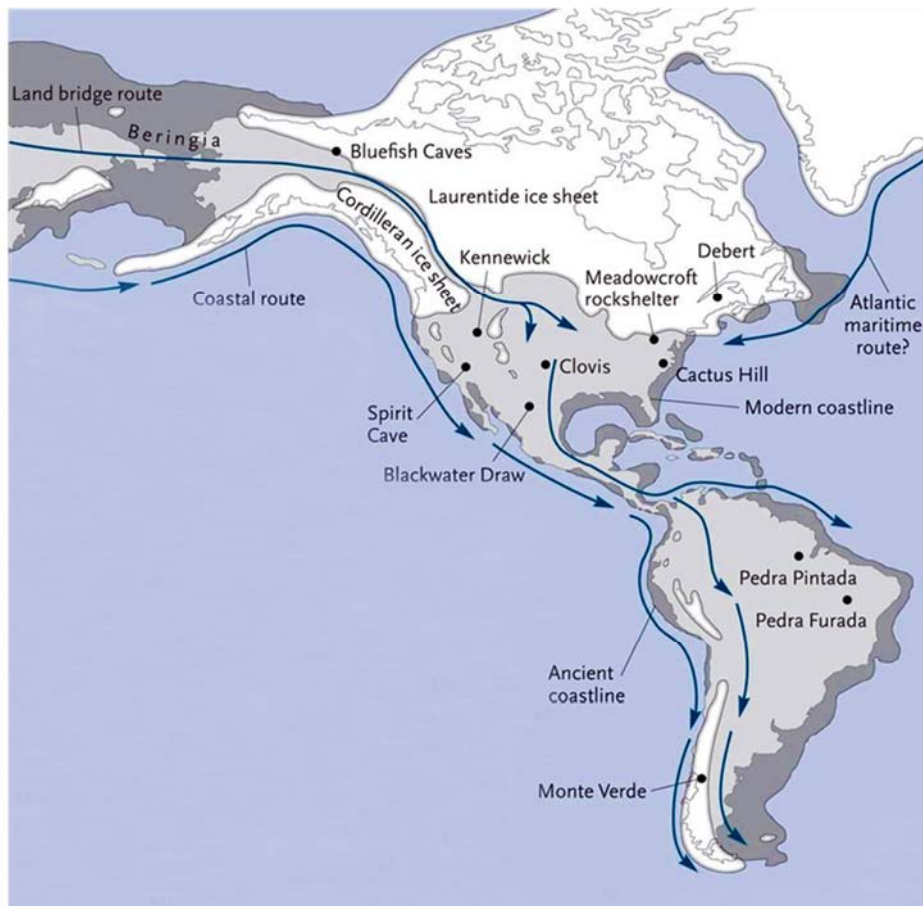 Land bridge route
Beringia
Bluefish Caves
Laurentide ice sheet
Cordilleran ice sheet
Kennewick
Debert
Meadowcroft
rockshelter
Coastal route
Atlantic
maritime
route?
Clovis
Cactus Hill
Spirit
Cave
Modern coastline
Blackwater Draw
Pedra Pintada
Pedra Furada
Ancient
coastline
Monte Verde